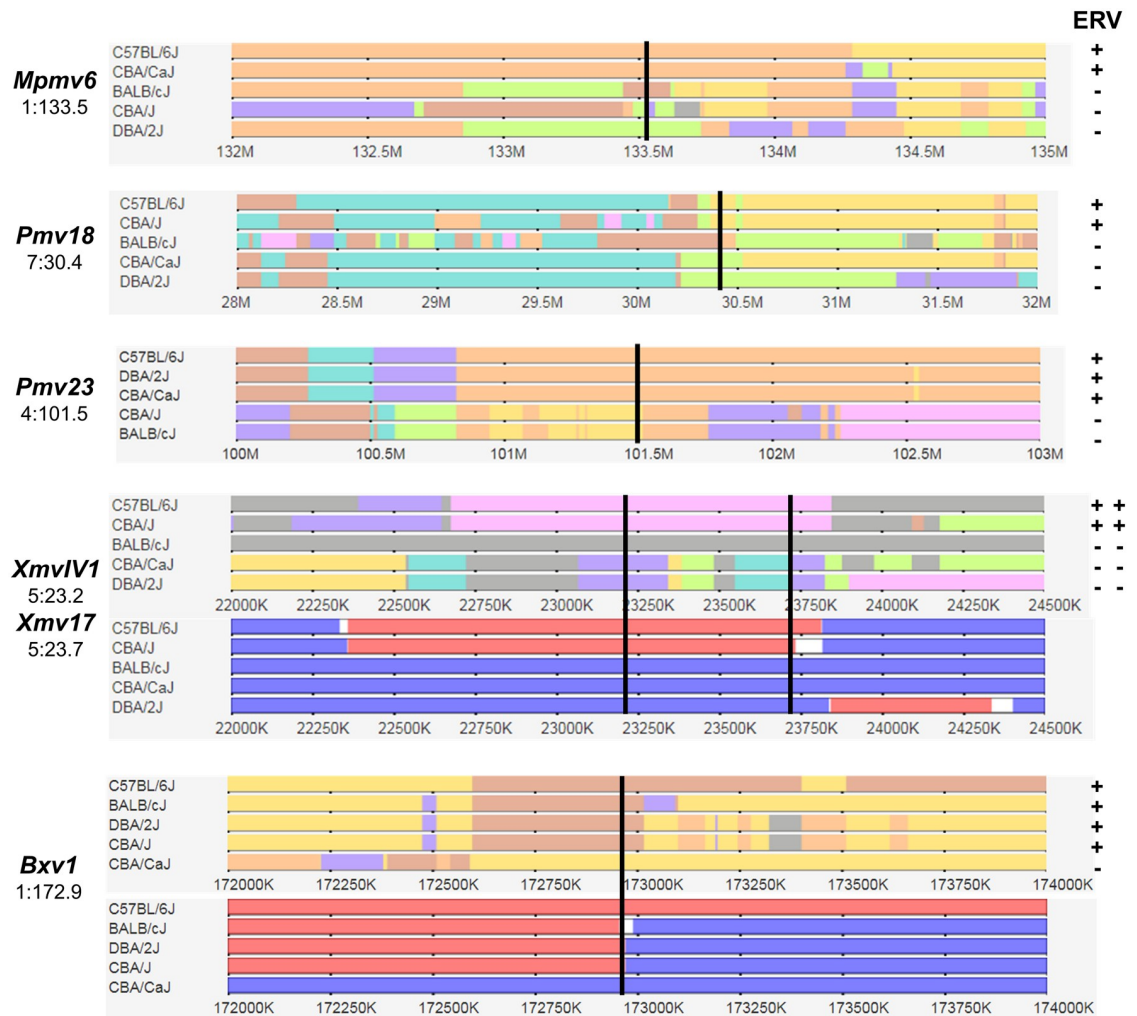 ERV
Mpmv6
1:133.5
C57BL/6J +
CBA/CaJ +
BALB/cJ -
CBA/J -
DBA/2J -
132M 132.5M 133M 133.5M 134M 134.5M 135M
Pmv18
7:30.4
C57BL/6J +
CBA/J +
BALB/cJ -
CBA/CaJ -
DBA/2J -
28M 28.5M 29M 29.5M 30M 30.5M 31M 31.5M 32M
Pmv23
4:101.5
C57BL/6J +
DBA/2J +
CBA/CaJ +
CBA/J -
BALB/cJ -
100M 100.5M 101M 101.5M 102M 102.5M 103M
XmvIV1
5:23.2
C57BL/6J + +
CBA/J + +
BALB/cJ - -
CBA/CaJ - -
DBA/2J - -
22000K 22250K 22500K 22750K 23000K 23250K 23500K 23750K 24000K 24250K 24500K
Xmv17
5:23.7
C57BL/6J
CBA/J
BALB/cJ
CBA/CaJ
DBA/2J
22000K 22250K 22500K 22750K 23000K 23250K 23500K 23750K 24000K 24250K 24500K
Bxv1
1:172.9
C57BL/6J +
BALB/cJ +
DBA/2J +
CBA/J +
CBA/CaJ -
172000K 172250K 172500K 172750K 173000K 173250K 173500K 173750K 174000K
C57BL/6J
BALB/cJ
DBA/2J
CBA/J
CBA/CaJ
172000K 172250K 172500K 172750K 173000K 173250K 173500K 173750K 174000K